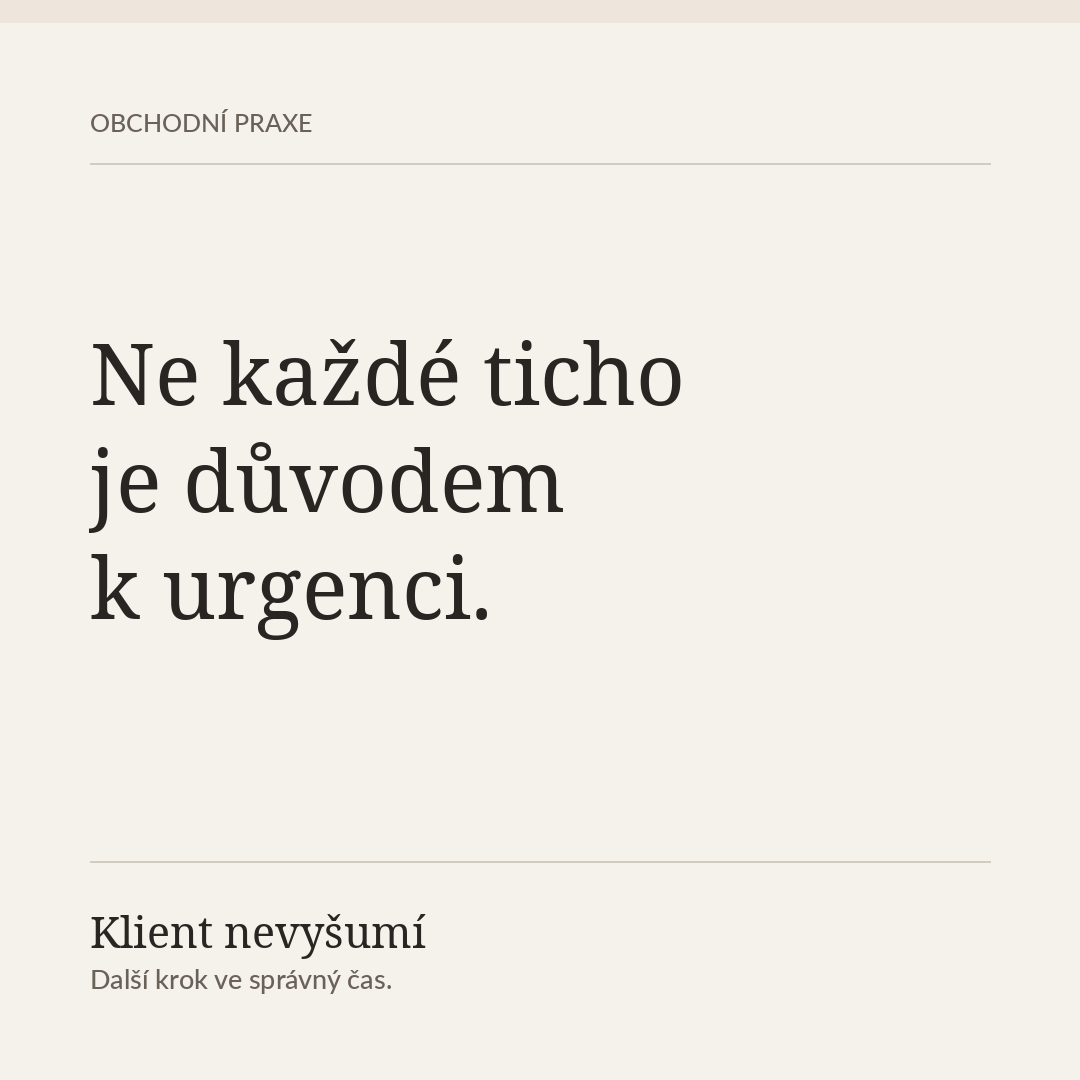 OBCHODNÍ PRAXE
Ne každé ticho
je důvodem
k urgenci.
Klient nevyšumí
Další krok ve správný čas.